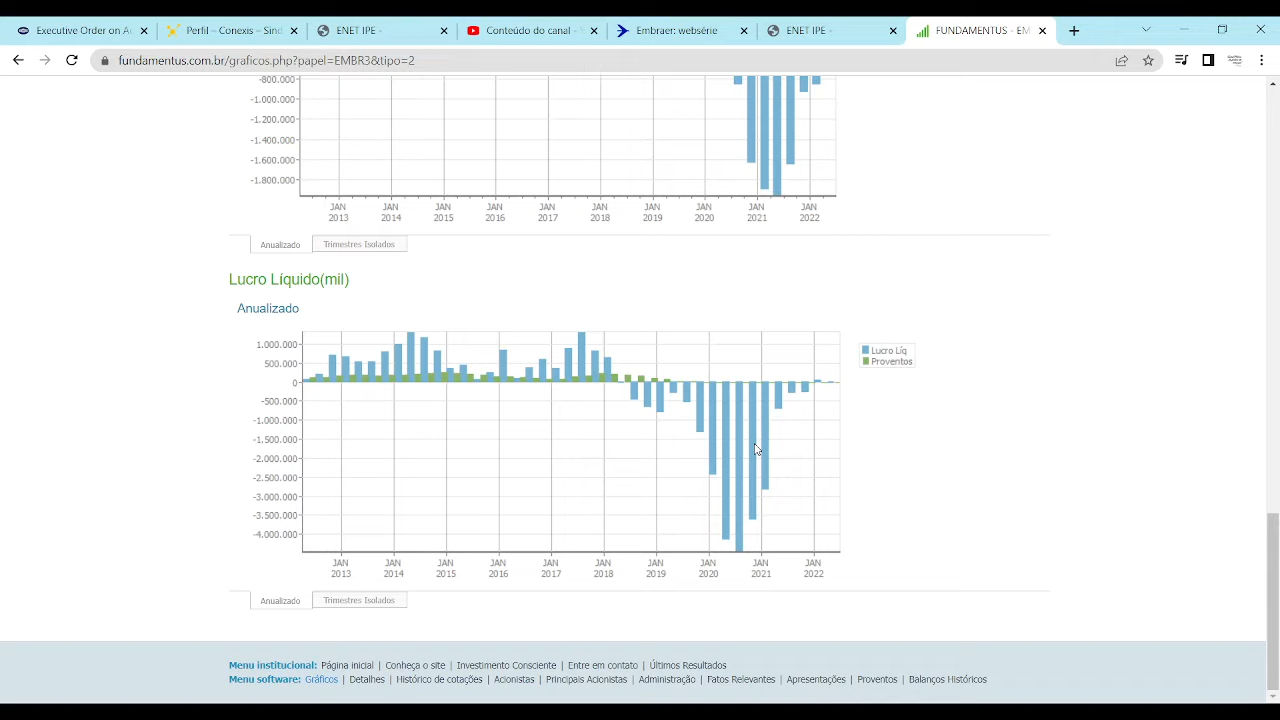 Executive Order on Ac
Perfil – Conexis – Sind
ENET IPE -
Conteúdo do canal -
Embraer: websérie
ENET IPE -
FUNDAMENTUS - EM
fundamentus.com.br/graficos.php?papel=EMBR3&tipo=2
-800.000
-1.000.000
-1.200.000
-1.400.000
-1.600.000
-1.800.000
JAN JAN JAN JAN JAN JAN JAN JAN JAN JAN
2013 2014 2015 2016 2017 2018 2019 2020 2021 2022
Anualizado Trimestres Isolados
Lucro Líquido(mil)
Anualizado
Lucro Líq
Proventos
1.000.000
500.000
0
-500.000
-1.000.000
-1.500.000
-2.000.000
-2.500.000
-3.000.000
-3.500.000
-4.000.000
JAN JAN JAN JAN JAN JAN JAN JAN JAN JAN
2013 2014 2015 2016 2017 2018 2019 2020 2021 2022
Anualizado Trimestres Isolados
Menu institucional: Página inicial | Conheça o site | Investimento Consciente | Entre em contato | Últimos Resultados
Menu software: Gráficos | Detalhes | Histórico de cotações | Acionistas | Principais Acionistas | Administração | Fatos Relevantes | Apresentações | Proventos | Balanços Históricos